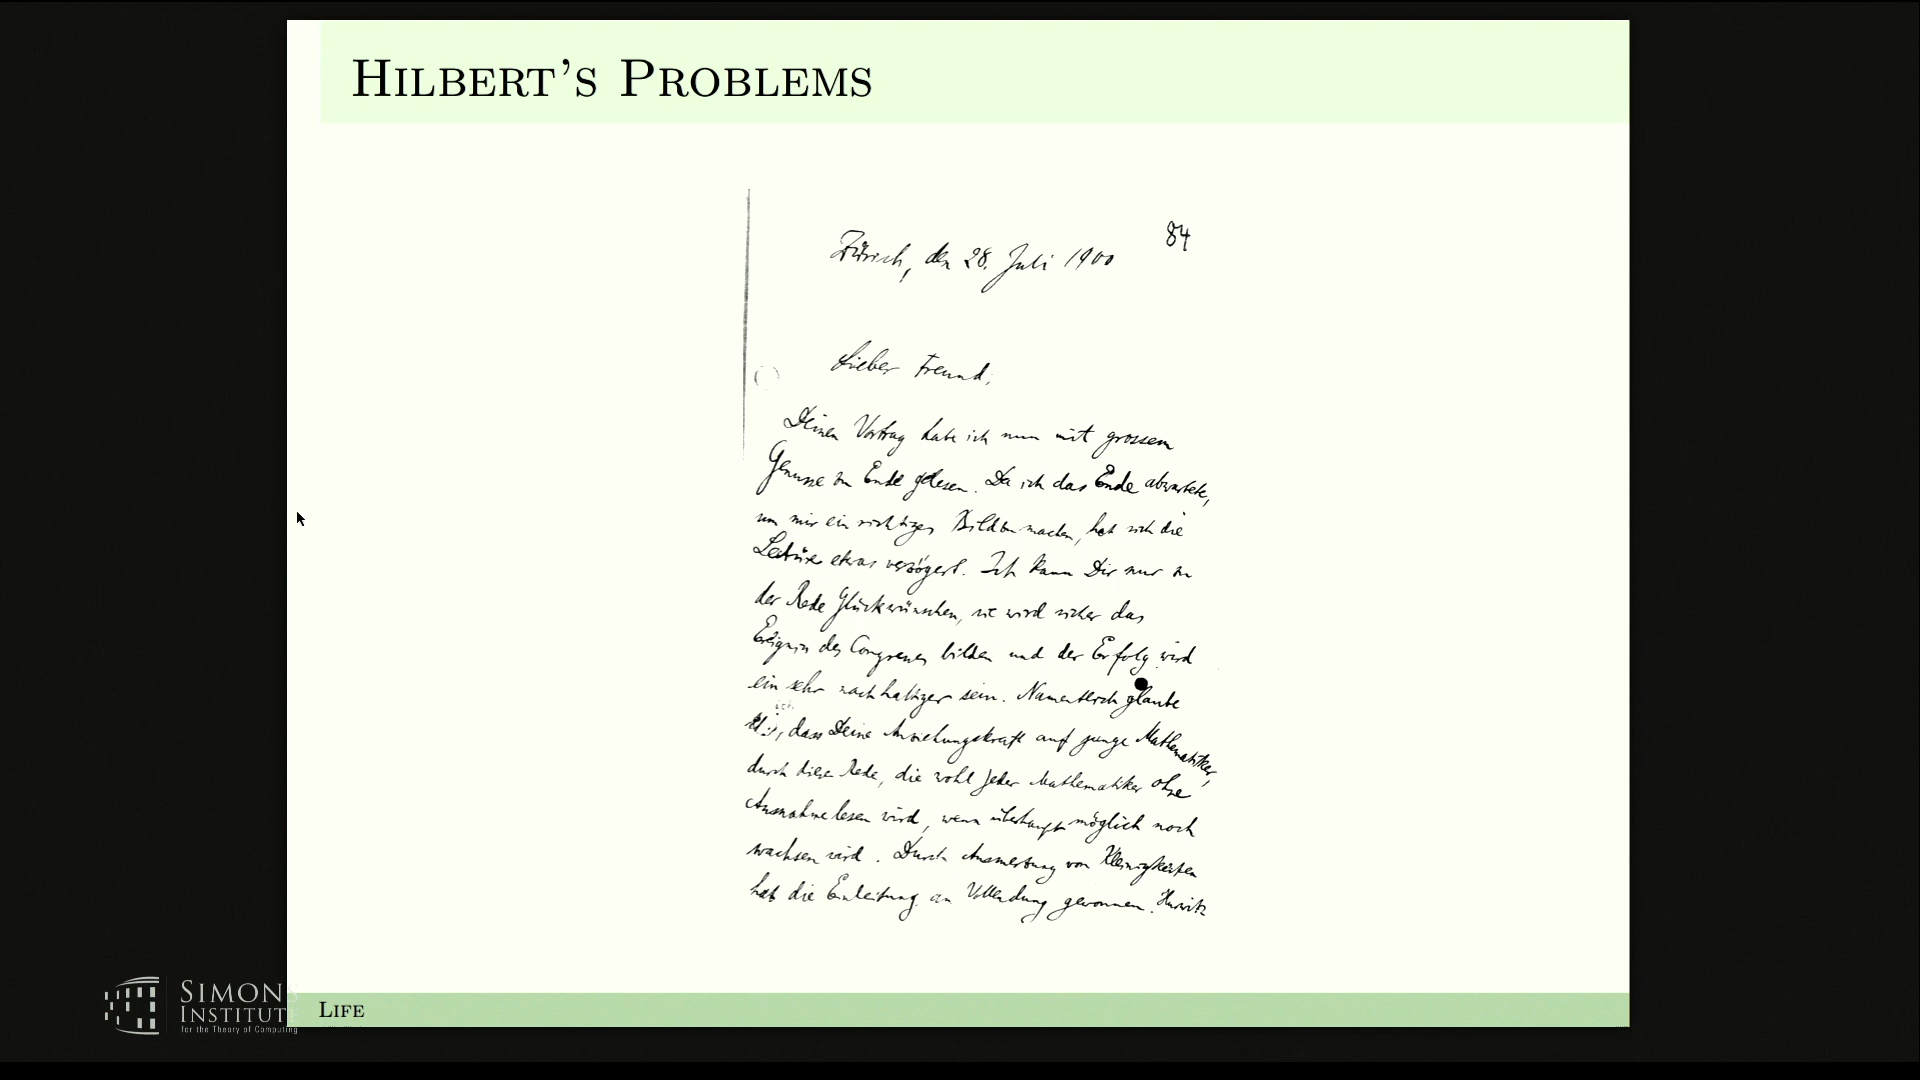 HILBERT'S PROBLEMS
84
Zürich, den 28. Juli 1900
Lieber Freund,
Deinen Vortrag habe ich nun mit grossem
Genusse zu Ende gelesen. Da ich das Ende abwartete,
um mir ein richtiges Bild zu machen, hat sich die
Lectüre etwas verzögert. Ich kann Dir nur zu
der Rede Glück wünschen, sie wird sicher das
Ereignis des Congresses bilden und der Erfolg wird
ein sehr nachhaltiger sein. Namentlich glaube
ich, dass Deine Anziehungskraft auf junge Mathematiker,
durch diese Rede, die wohl jeder Mathematiker ohne
Ausnahme lesen wird, wenn überhaupt möglich noch
wachsen wird. Durch Ausmerzung von Kleinigkeiten
hat die Einleitung an Vollendung gewonnen. Hurwitz
LIFE
SIMONS
INSTITUT
for the Theory of Computing